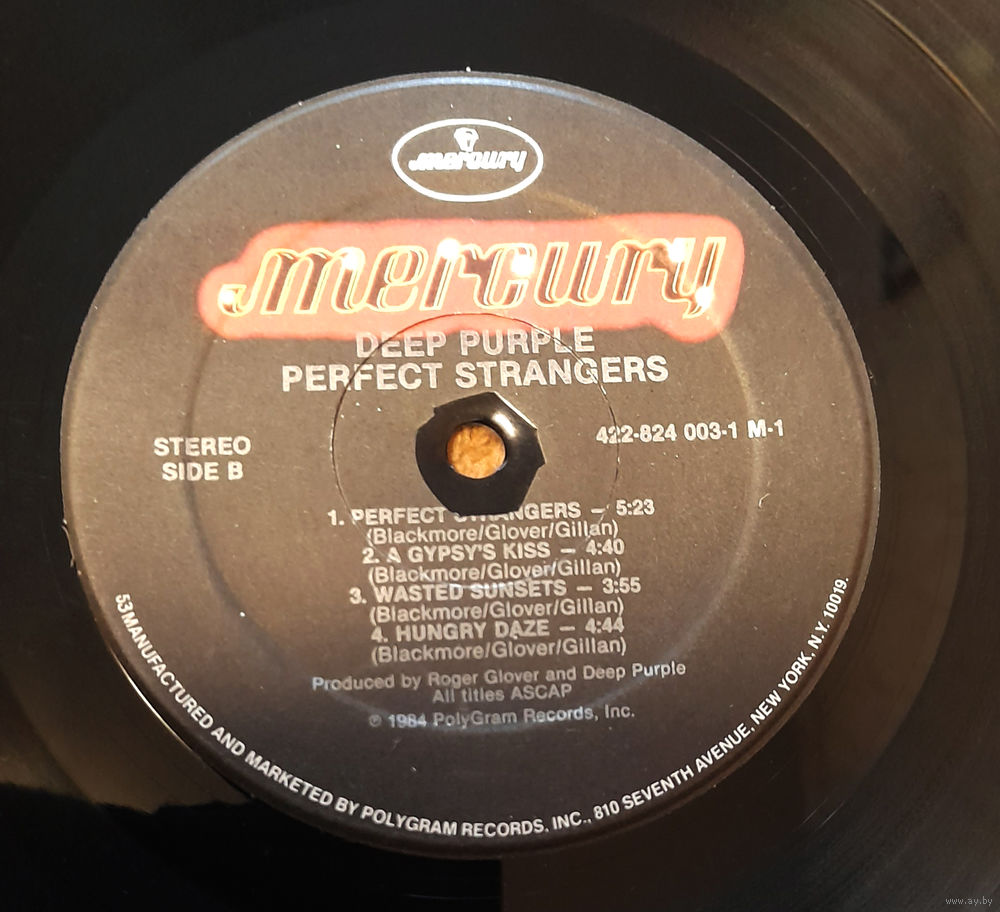 mercury
mercury
DEEP PURPLE
PERFECT STRANGERS
STEREO
SIDE B
422-824 003-1 M-1
1. PERFECT STRANGERS — 5:23
(Blackmore/Glover/Gillan)
2. A GYPSY'S KISS — 4:40
(Blackmore/Glover/Gillan)
3. WASTED SUNSETS — 3:55
(Blackmore/Glover/Gillan)
4. HUNGRY DAZE — 4:44
(Blackmore/Glover/Gillan)
Produced by Roger Glover and Deep Purple
All titles ASCAP
℗ 1984 PolyGram Records, Inc.
53MANUFACTURED AND MARKETED BY POLYGRAM RECORDS, INC., 810 SEVENTH AVENUE, NEW YORK, N.Y. 10019.
www.ay.by